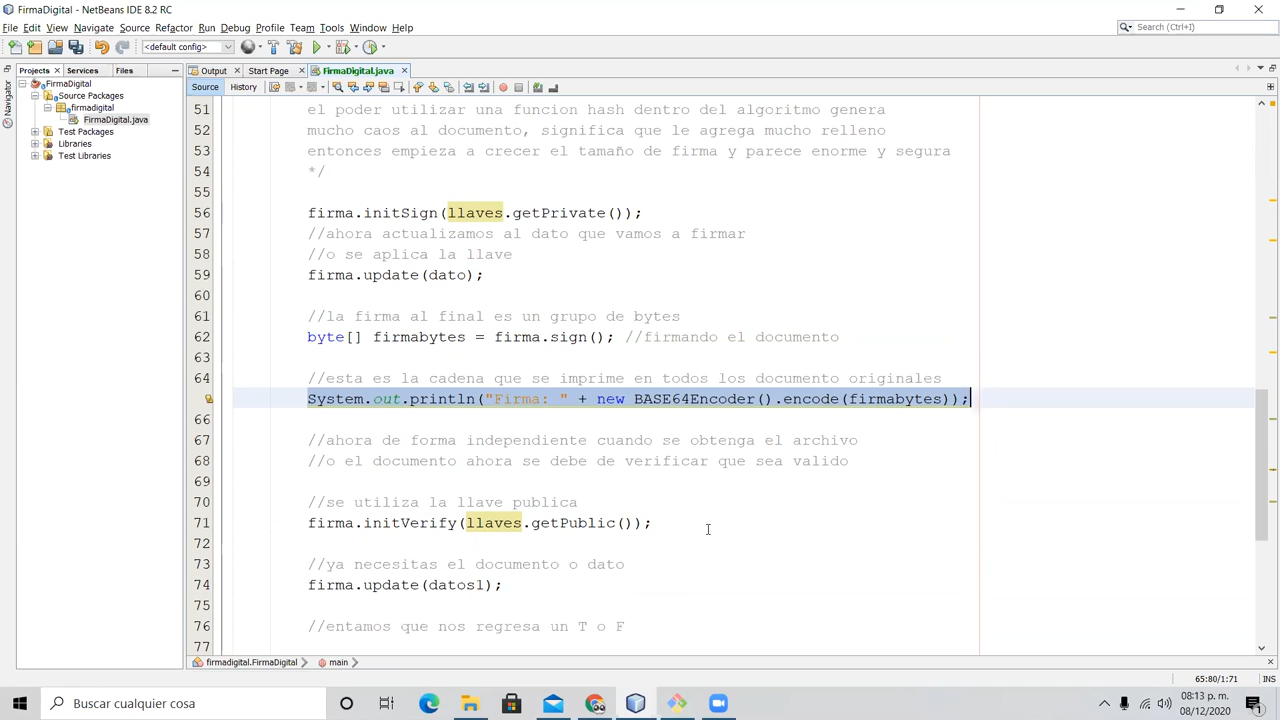 FirmaDigital - NetBeans IDE 8.2 RC
File Edit View Navigate Source Refactor Run Debug Profile Team Tools Window Help
Search (Ctrl+I)
<default config>
Projects Services Files
Output Start Page FirmaDigital.java
Navigator
FirmaDigital
Source Packages
firmadigital
FirmaDigital.java
Test Packages
Libraries
Test Libraries
Source History
51 el poder utilizar una funcion hash dentro del algoritmo genera
52 mucho caos al documento, significa que le agrega mucho relleno
53 entonces empieza a crecer el tamaño de firma y parece enorme y segura
54 */
55
56 firma.initSign(llaves.getPrivate());
57 //ahora actualizamos al dato que vamos a firmar
58 //o se aplica la llave
59 firma.update(dato);
60
61 //la firma al final es un grupo de bytes
62 byte[] firmabytes = firma.sign(); //firmando el documento
63
64 //esta es la cadena que se imprime en todos los documento originales
System.out.println("Firma: " + new BASE64Encoder().encode(firmabytes));
66
67 //ahora de forma independiente cuando se obtenga el archivo
68 //o el documento ahora se debe de verificar que sea valido
69
70 //se utiliza la llave publica
71 firma.initVerify(llaves.getPublic());
72
73 //ya necesitas el documento o dato
74 firma.update(datos1);
75
76 //entamos que nos regresa un T o F
77
firmadigital.FirmaDigital main
65:80/1:71 INS
Buscar cualquier cosa
08:13 p. m.
08/12/2020
1